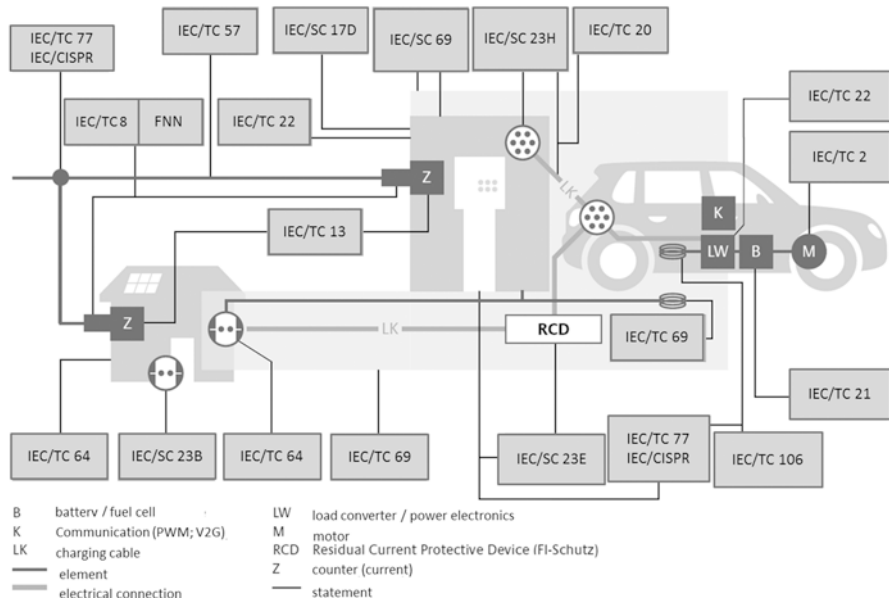 IEC/TC 77
IEC/CISPR
IEC/TC 57
IEC/SC 17D
IEC/SC 69
IEC/SC 23H
IEC/TC 20
IEC/TC8
FNN
IEC/TC 22
IEC/TC 22
IEC/TC 2
Z
LK
K
IEC/TC 13
LW
B
M
Z
LK
RCD
IEC/TC 69
IEC/TC 21
IEC/TC 64
IEC/SC 23B
IEC/TC 64
IEC/TC 69
IEC/SC 23E
IEC/TC 77
IEC/CISPR
IEC/TC 106
B battery / fuel cell
K Communication (PWM; V2G)
LK charging cable
element
electrical connection
LW load converter / power electronics
M motor
RCD Residual Current Protective Device (FI-Schutz)
Z counter (current)
statement